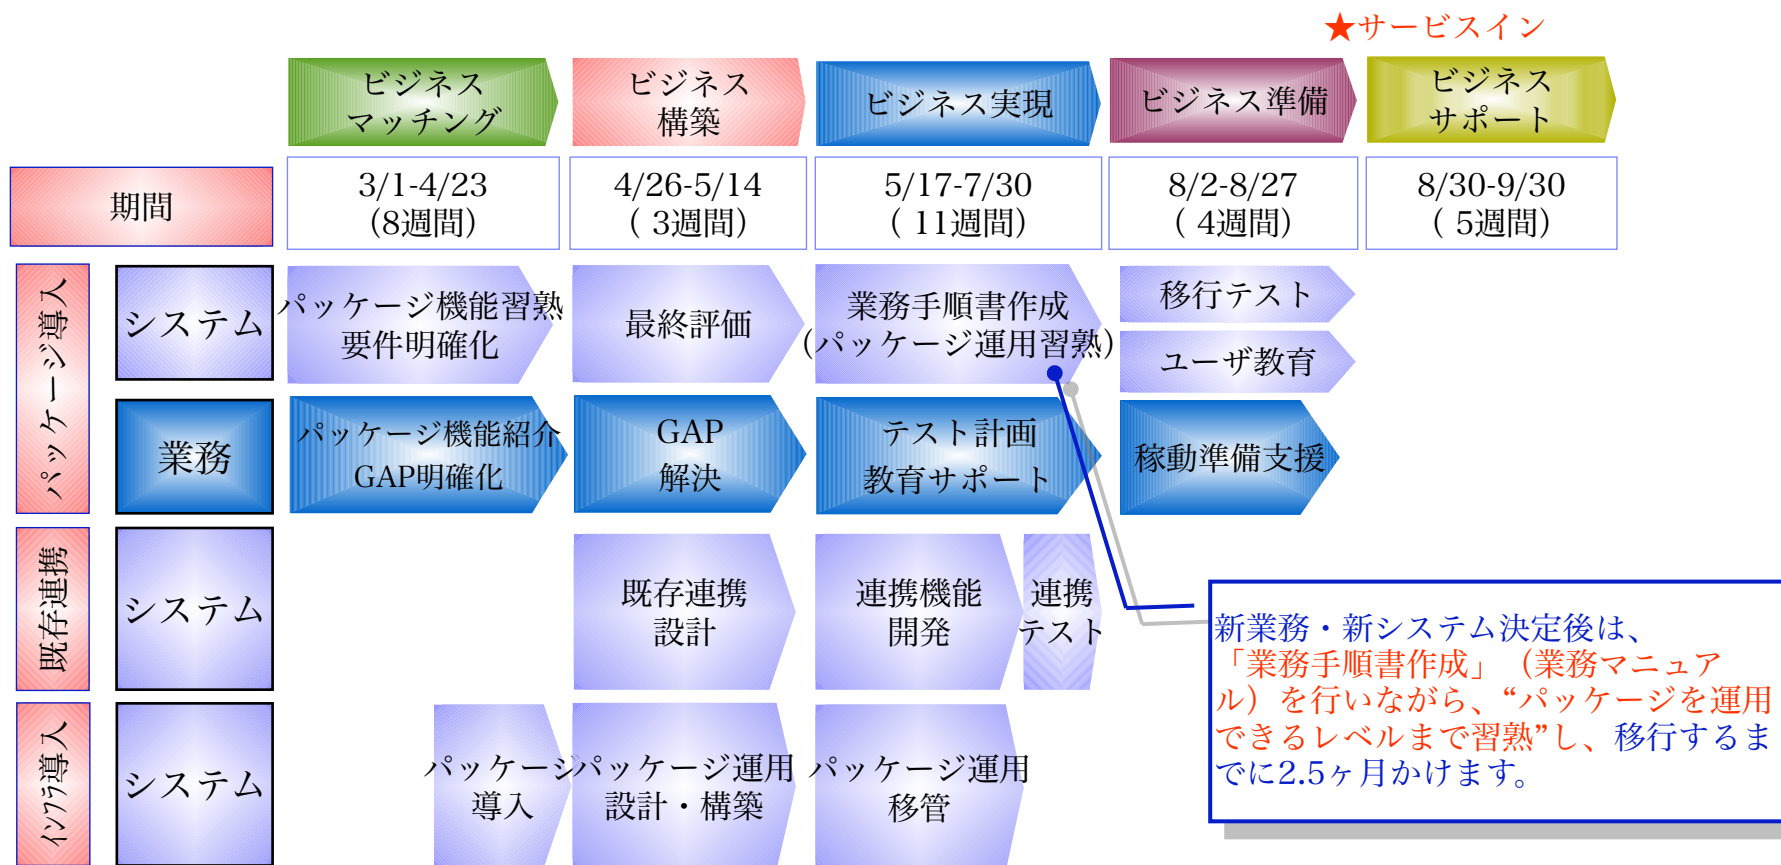 ★サービスイン
ビジネス
マッチング
ビジネス
構築
ビジネス実現
ビジネス準備
ビジネス
サポート
期間
3/1-4/23
(8週間)
4/26-5/14
( 3週間)
5/17-7/30
( 11週間)
8/2-8/27
( 4週間)
8/30-9/30
( 5週間)
パッケージ導入
システム
パッケージ機能習熟
要件明確化
最終評価
業務手順書作成
(パッケージ運用習熟)
移行テスト
ユーザ教育
業務
パッケージ機能紹介
GAP明確化
GAP
解決
テスト計画
教育サポート
稼動準備支援
既存連携
システム
既存連携
設計
連携機能
開発
連携
テスト
新業務・新システム決定後は、
「業務手順書作成」（業務マニュア
ル）を行いながら、“パッケージを運用
できるレベルまで習熟”し、移行するま
でに2.5ヶ月かけます。
インフラ導入
システム
パッケージ
導入
パッケージ運用
設計・構築
パッケージ運用
移管